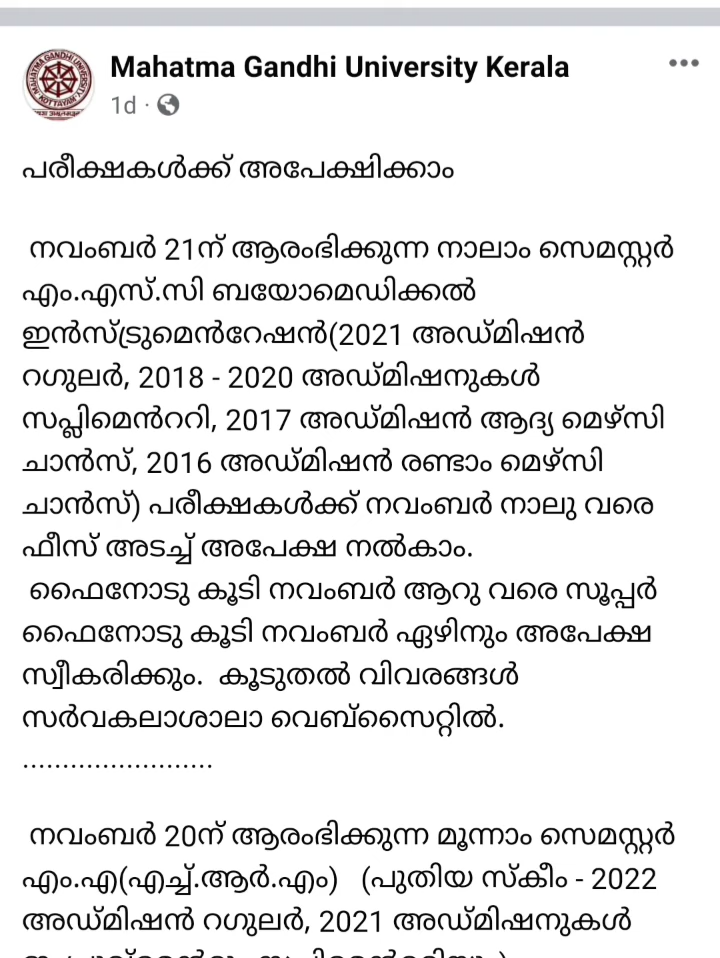 Mahatma Gandhi University Kerala
1d ·
പരീക്ഷകൾക്ക് അപേക്ഷിക്കാം
നവംബർ 21ന് ആരംഭിക്കുന്ന നാലാം സെമസ്റ്റർ
എം.എസ്.സി ബയോമെഡിക്കൽ
ഇൻസ്ട്രുമെൻറേഷൻ(2021 അഡ്മിഷൻ
റഗുലർ, 2018 - 2020 അഡ്മിഷനുകൾ
സപ്ലിമെൻററി, 2017 അഡ്മിഷൻ ആദ്യ മെഴ്സി
ചാൻസ്, 2016 അഡ്മിഷൻ രണ്ടാം മെഴ്സി
ചാൻസ്) പരീക്ഷകൾക്ക് നവംബർ നാലു വരെ
ഫീസ് അടച്ച് അപേക്ഷ നൽകാം.
ഫൈനോടു കൂടി നവംബർ ആറു വരെ സൂപ്പർ
ഫൈനോടു കൂടി നവംബർ ഏഴിനും അപേക്ഷ
സ്വീകരിക്കും. കൂടുതൽ വിവരങ്ങൾ
സർവകലാശാലാ വെബ്സൈറ്റിൽ.
........................
നവംബർ 20ന് ആരംഭിക്കുന്ന മൂന്നാം സെമസ്റ്റർ
എം.എ(എച്ച്.ആർ.എം) (പുതിയ സ്കീം - 2022
അഡ്മിഷൻ റഗുലർ, 2021 അഡ്മിഷനുകൾ